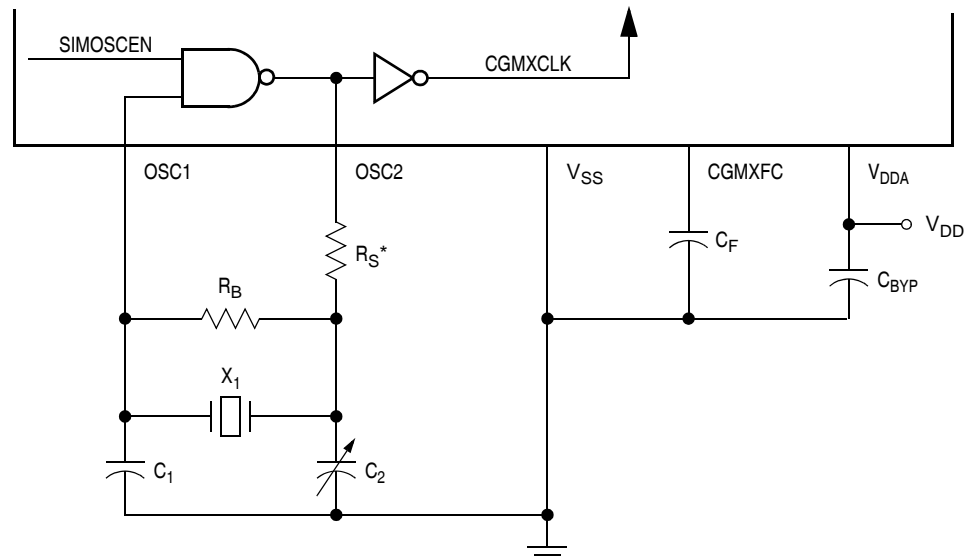 SIMOSCEN
CGMXCLK
OSC1
OSC2
VSS
CGMXFC
VDDA
RS*
CF
VDD
CBYP
RB
X1
C1
C2